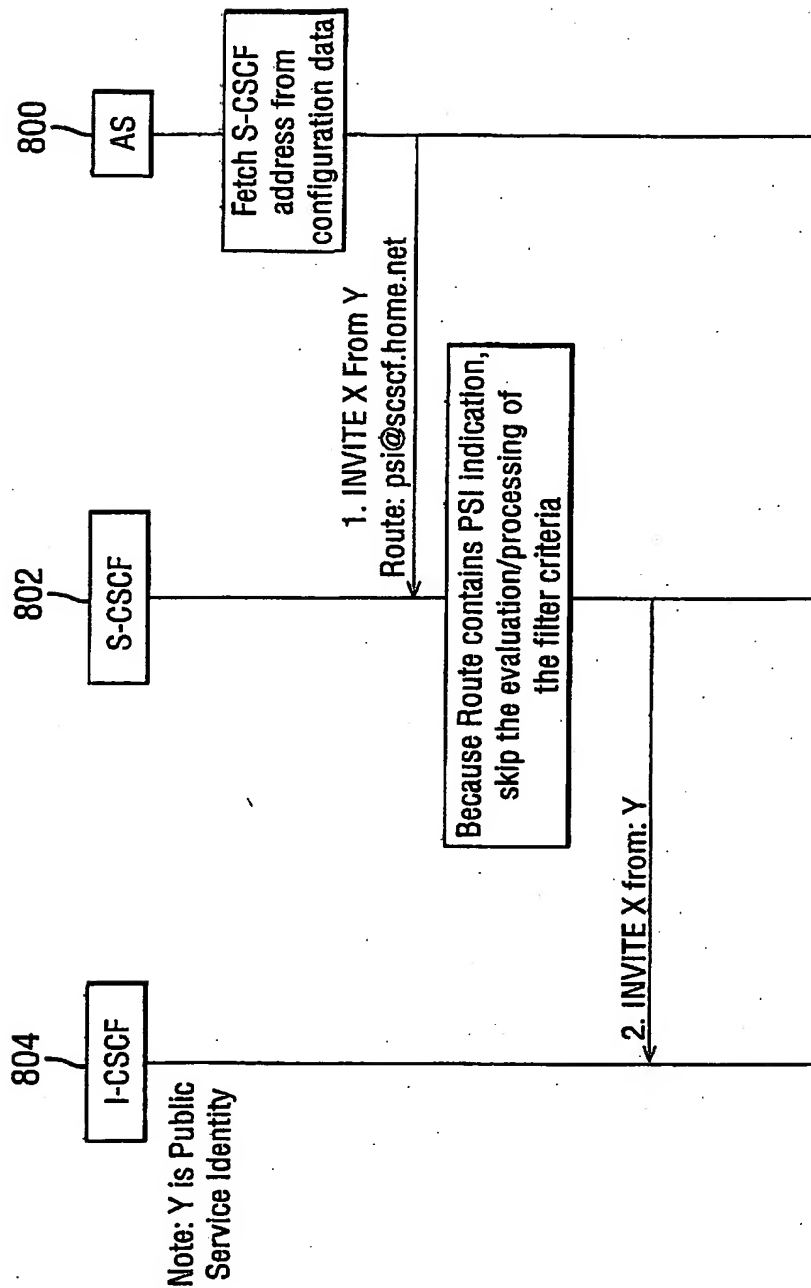 804
I-CSCF
802
S-CSCF
800
AS
Note: Y is Public
Service Identity
Fetch S-CSCF
address from
configuration data
1. INVITE X From Y
Route: psi@scscf.home.net
Because Route contains PSI indication,
skip the evaluation/processing of
the filter criteria
2. INVITE X from: Y